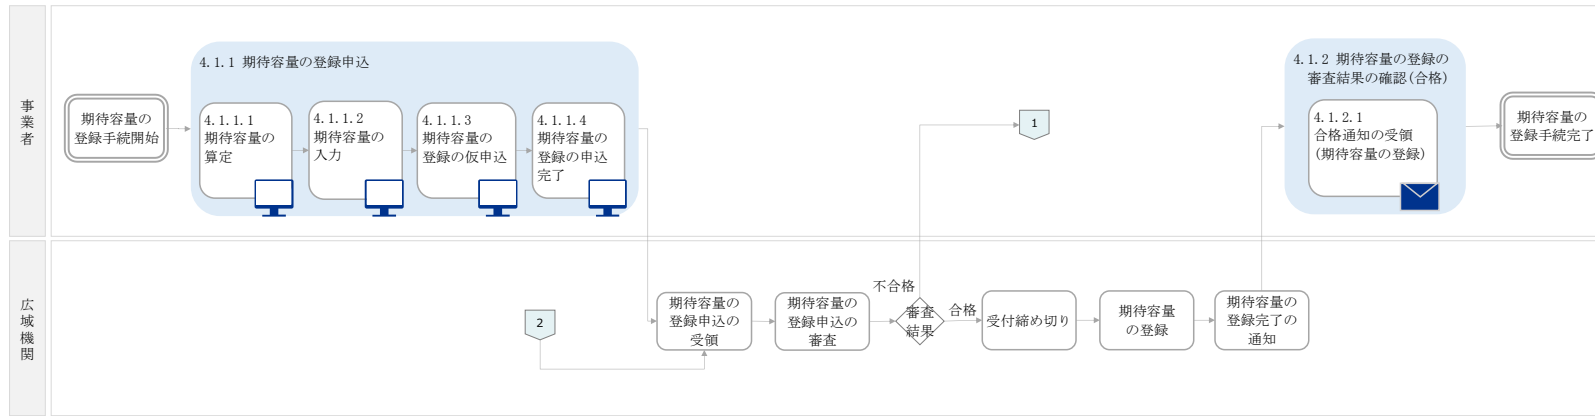 事業者
期待容量の
登録手続開始
4.1.1 期待容量の登録申込
4.1.1.1
期待容量の
算定
4.1.1.2
期待容量の
入力
4.1.1.3
期待容量の
登録の仮申込
4.1.1.4
期待容量の
登録の申込
完了
1
4.1.2 期待容量の登録の
審査結果の確認(合格)
4.1.2.1
合格通知の受領
(期待容量の登録)
期待容量の
登録手続完了
広域機関
2
期待容量の
登録申込の
受領
期待容量の
登録申込の
審査
不合格
審査
結果
合格
受付締め切り
期待容量
の登録
期待容量の
登録完了の
通知